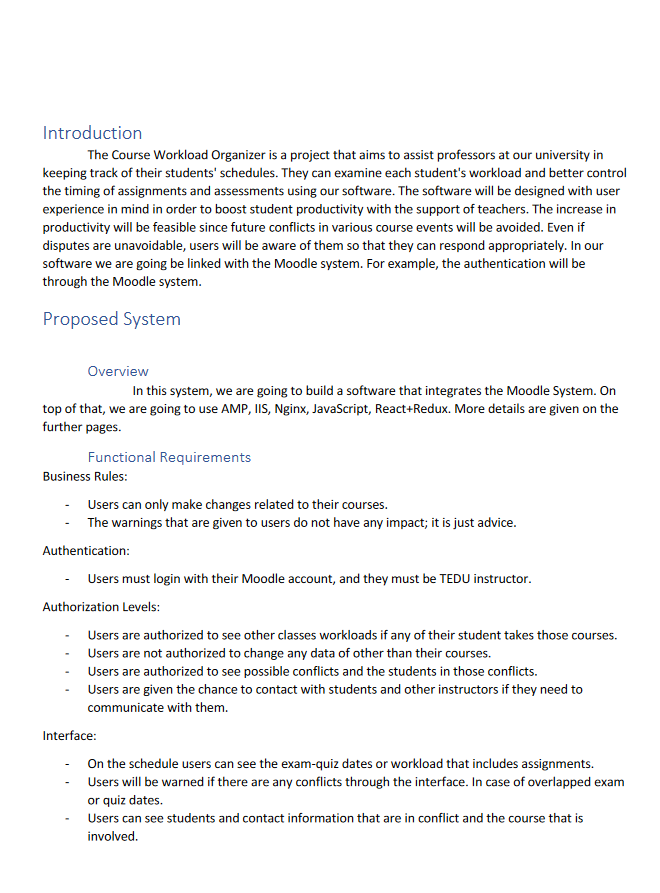 Introduction
The Course Workload Organizer is a project that aims to assist professors at our university in
keeping track of their students' schedules. They can examine each student's workload and better control
the timing of assignments and assessments using our software. The software will be designed with user
experience in mind in order to boost student productivity with the support of teachers. The increase in
productivity will be feasible since future conflicts in various course events will be avoided. Even if
disputes are unavoidable, users will be aware of them so that they can respond appropriately. In our
software we are going be linked with the Moodle system. For example, the authentication will be
through the Moodle system.
Proposed System
Overview
In this system, we are going to build a software that integrates the Moodle System. On
top of that, we are going to use AMP, IIS, Nginx, JavaScript, React+Redux. More details are given on the
further pages.
Functional Requirements
Business Rules:
- Users can only make changes related to their courses.
- The warnings that are given to users do not have any impact; it is just advice.
Authentication:
- Users must login with their Moodle account, and they must be TEDU instructor.
Authorization Levels:
- Users are authorized to see other classes workloads if any of their student takes those courses.
- Users are not authorized to change any data of other than their courses.
- Users are authorized to see possible conflicts and the students in those conflicts.
- Users are given the chance to contact with students and other instructors if they need to
communicate with them.
Interface:
- On the schedule users can see the exam-quiz dates or workload that includes assignments.
- Users will be warned if there are any conflicts through the interface. In case of overlapped exam
or quiz dates.
- Users can see students and contact information that are in conflict and the course that is
involved.